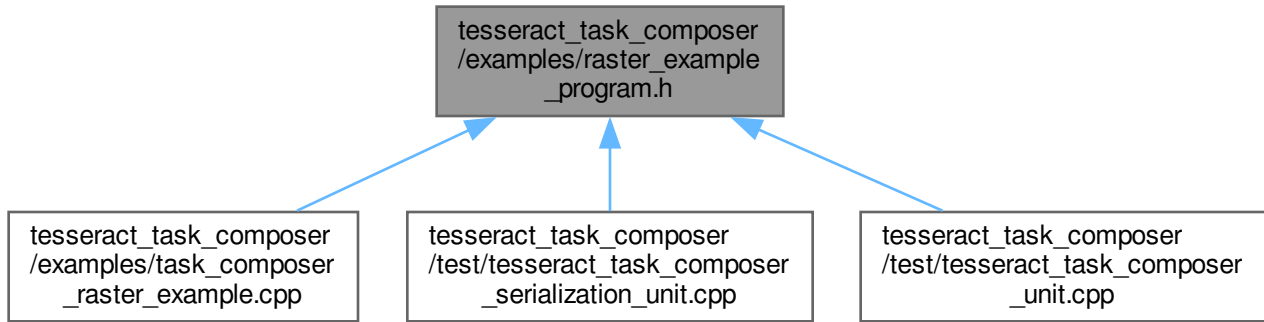 tesseract_task_composer
/examples/raster_example
_program.h
tesseract_task_composer
/examples/task_composer
_raster_example.cpp
tesseract_task_composer
/test/tesseract_task_composer
_serialization_unit.cpp
tesseract_task_composer
/test/tesseract_task_composer
_unit.cpp